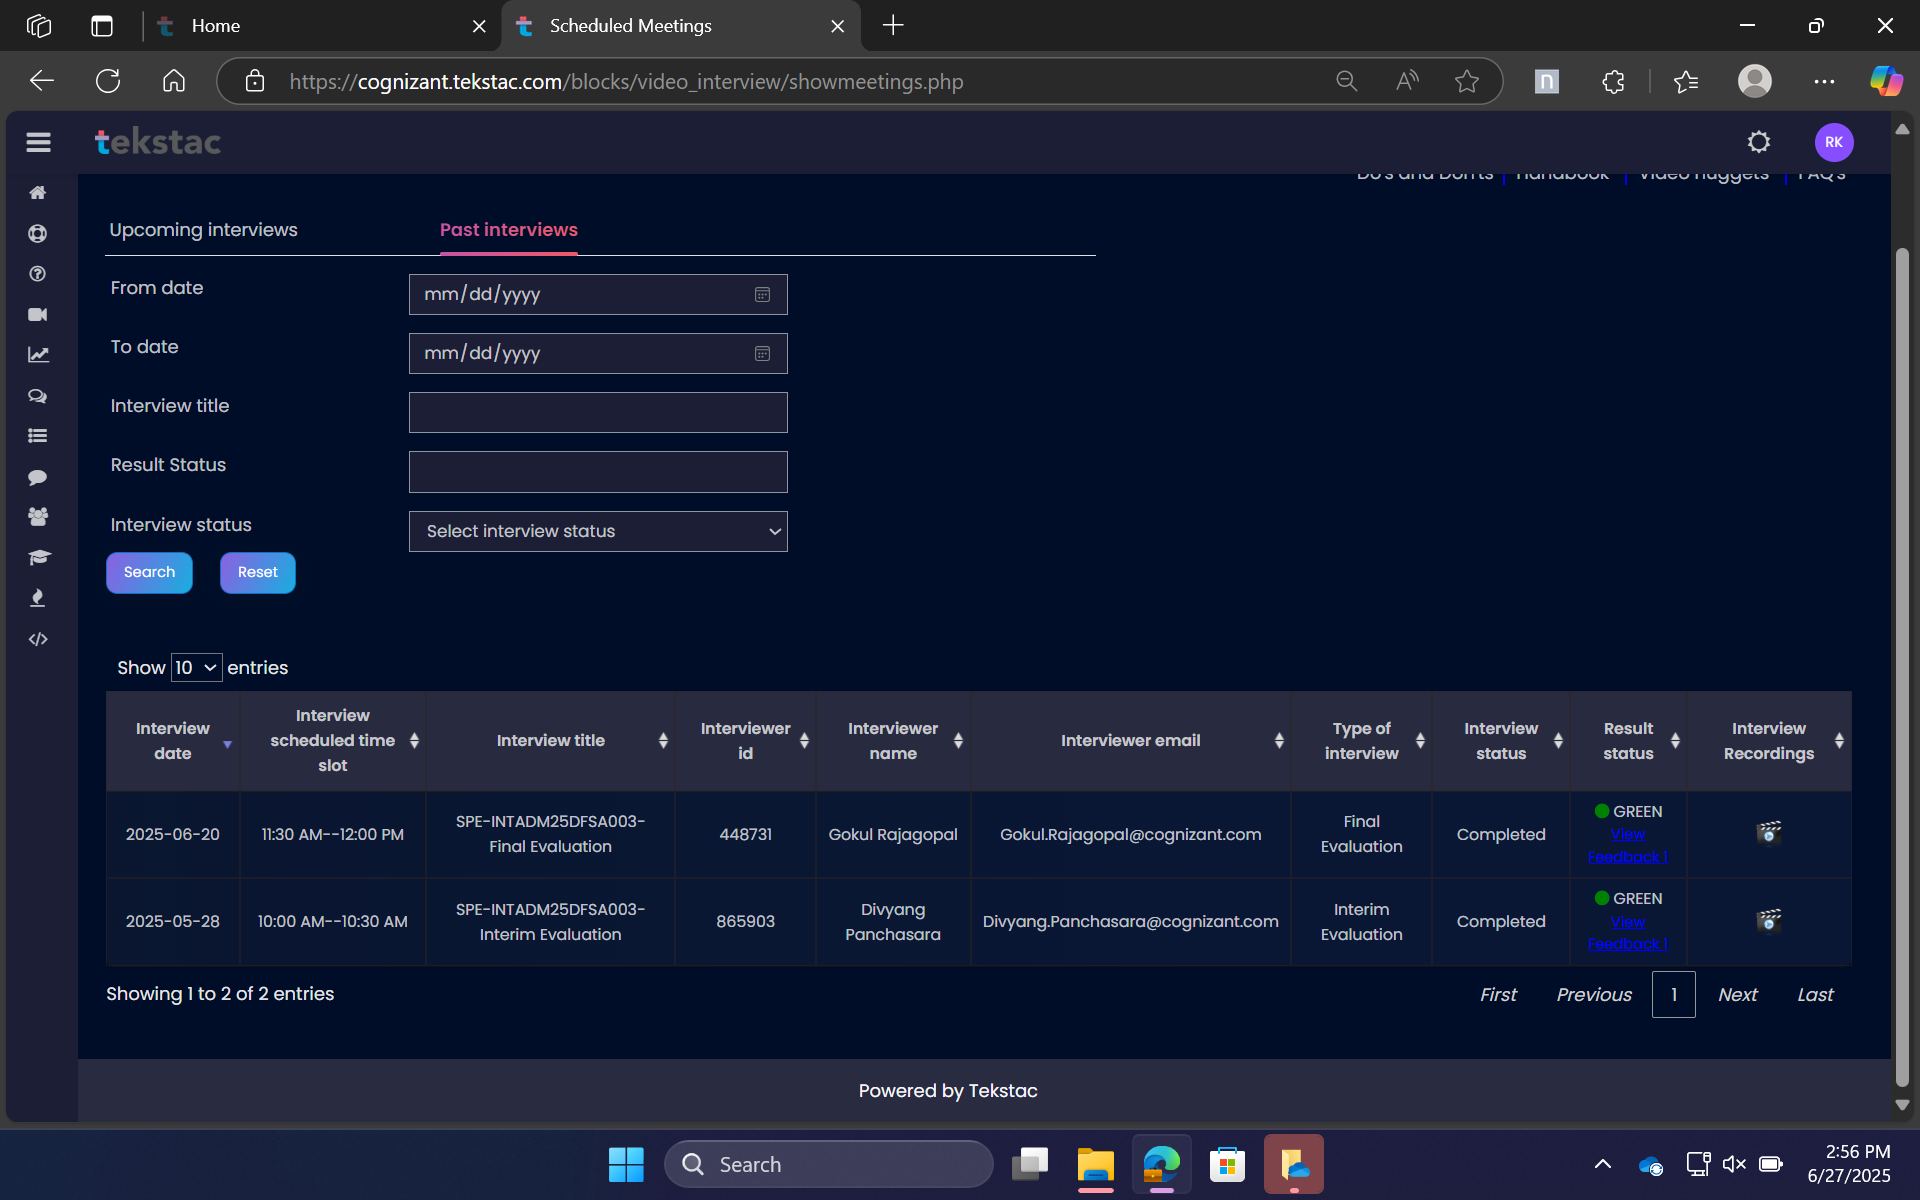 Home
Scheduled Meetings
https://cognizant.tekstac.com/blocks/video_interview/showmeetings.php
n
tekstac
RK
Do's and Don'ts | Handbook | Video nuggets | FAQ's
Upcoming interviews
Past interviews
From date
mm/dd/yyyy
To date
mm/dd/yyyy
Interview title
Result Status
Interview status
Select interview status
Search
Reset
Show 10 entries
Interview date
Interview scheduled time slot
Interview title
Interviewer id
Interviewer name
Interviewer email
Type of interview
Interview status
Result status
Interview Recordings
2025-06-20
11:30 AM--12:00 PM
SPE-INTADM25DFSA003-
Final Evaluation
448731
Gokul Rajagopal
Gokul.Rajagopal@cognizant.com
Final
Evaluation
Completed
GREEN
View
Feedback 1
2025-05-28
10:00 AM--10:30 AM
SPE-INTADM25DFSA003-
Interim Evaluation
865903
Divyang
Panchasara
Divyang.Panchasara@cognizant.com
Interim
Evaluation
Completed
GREEN
View
Feedback 1
Showing 1 to 2 of 2 entries
First
Previous
1
Next
Last
Powered by Tekstac
Search
2:56 PM
6/27/2025